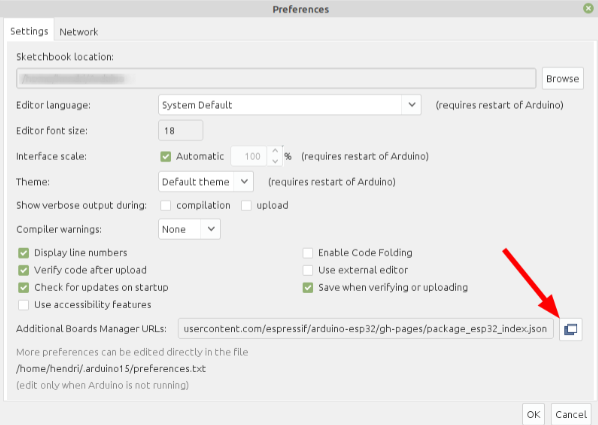 Preferences
Settings Network
Sketchbook location:
Browse
Editor language: System Default (requires restart of Arduino)
Editor font size: 18
Interface scale: Automatic 100 % (requires restart of Arduino)
Theme: Default theme (requires restart of Arduino)
Show verbose output during: compilation upload
Compiler warnings: None
Display line numbers Enable Code Folding
Verify code after upload Use external editor
Check for updates on startup Save when verifying or uploading
Use accessibility features
Additional Boards Manager URLs: usercontent.com/espressif/arduino-esp32/gh-pages/package_esp32_index.json
More preferences can be edited directly in the file
/home/hendri/.arduino15/preferences.txt
(edit only when Arduino is not running)
OK Cancel